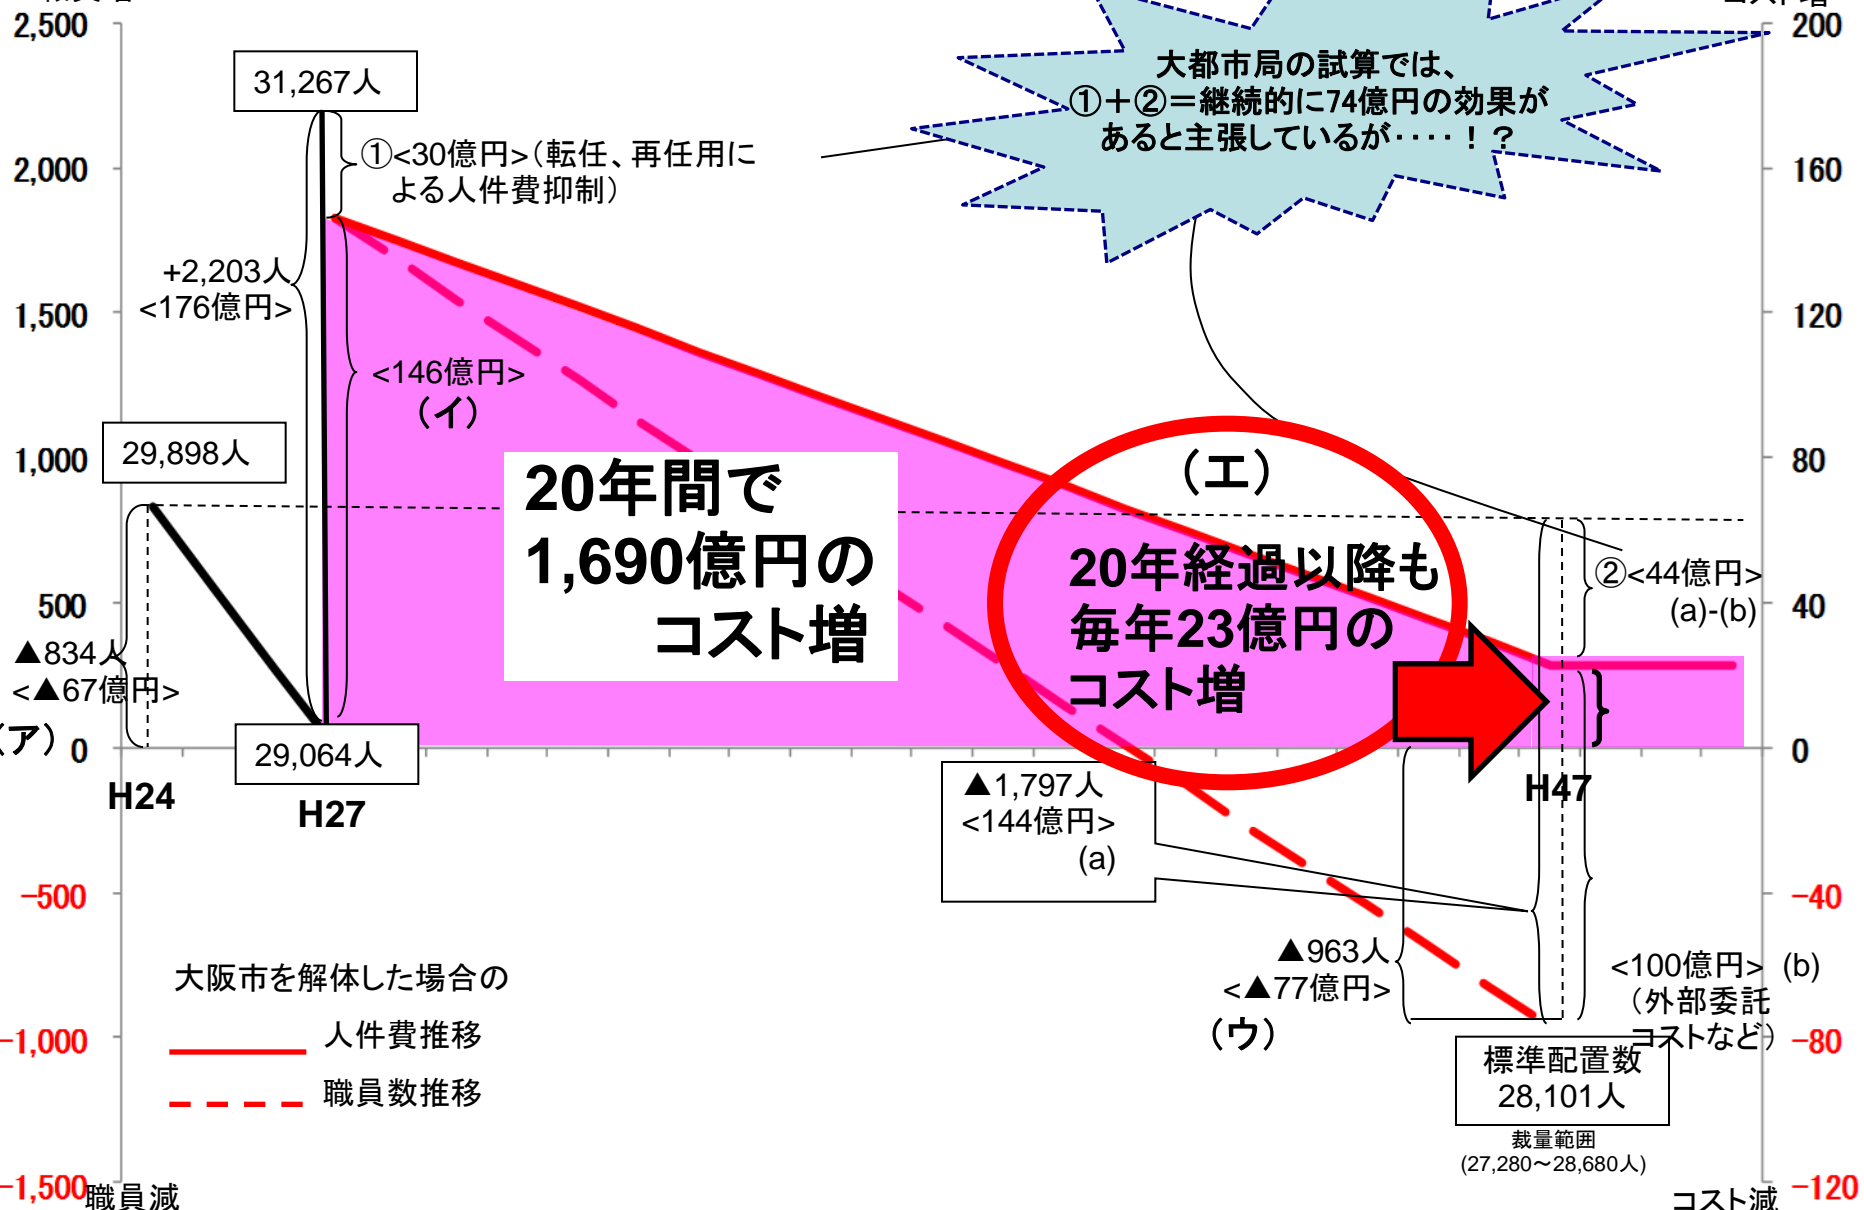 コスト増
2,500
2,000
1,500
1,000
500
0
−500
−1,000
−1,500
職員減
200
160
120
80
40
0
−40
−80
−120
コスト減
大都市局の試算では、
①＋②＝継続的に74億円の効果が
あると主張しているが‥‥！？
31,267人
①<30億円>（転任、再任用に
よる人件費抑制）
+2,203人
<176億円>
<146億円>
（イ）
29,898人
20年間で
1,690億円の
コスト増
（エ）
20年経過以降も
毎年23億円の
コスト増
②<44億円>
(a)-(b)
▲834人
<▲67億円>
（ア）
29,064人
H24
H27
H47
▲1,797人
<144億円>
(a)
▲963人
<▲77億円>
（ウ）
<100億円> (b)
（外部委託
コストなど）
標準配置数
28,101人
裁量範囲
(27,280～28,680人)
大阪市を解体した場合の
人件費推移
職員数推移